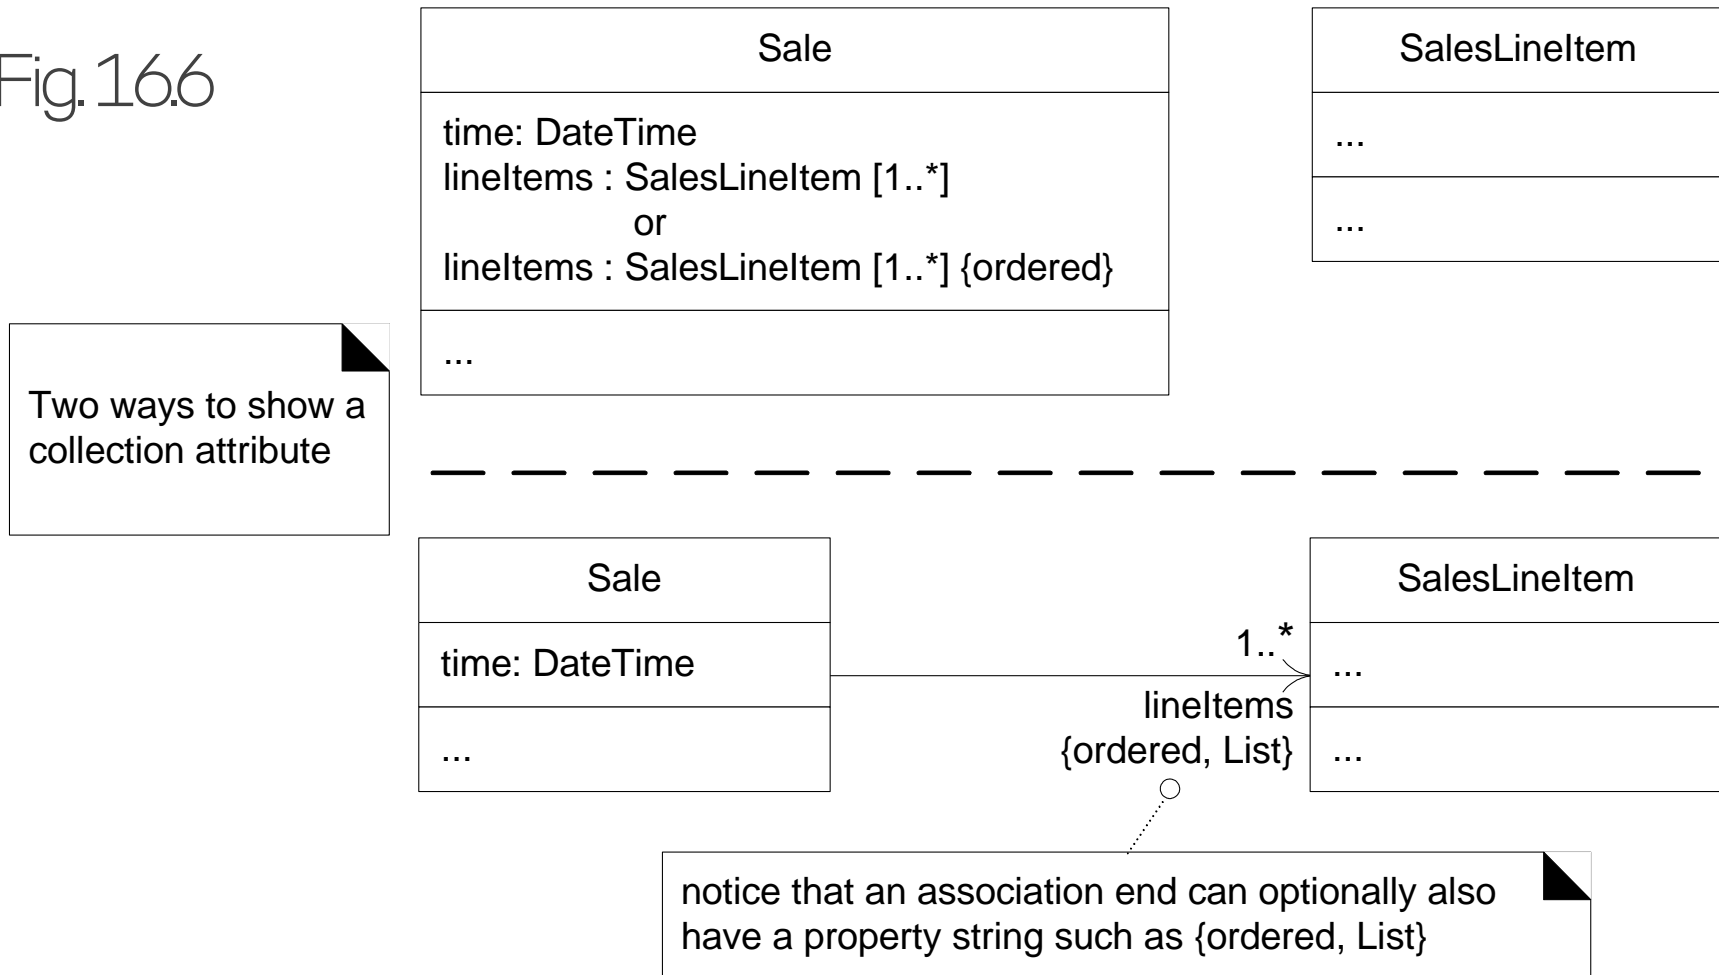 Fig. 16.6
Sale
time: DateTime
lineItems : SalesLineItem [1..*]
or
lineItems : SalesLineItem [1..*] {ordered}
...
SalesLineItem
...
...
Two ways to show a
collection attribute
Sale
time: DateTime
...
1..*
lineItems
{ordered, List}
SalesLineItem
...
...
notice that an association end can optionally also
have a property string such as {ordered, List}